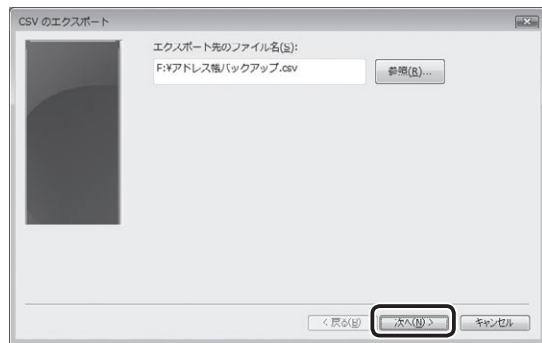 CSV のエクスポート
エクスポート先のファイル名(S):
F:¥アドレス帳バックアップ.csv
参照(R)...
< 戻る(B)
次へ(N) >
キャンセル